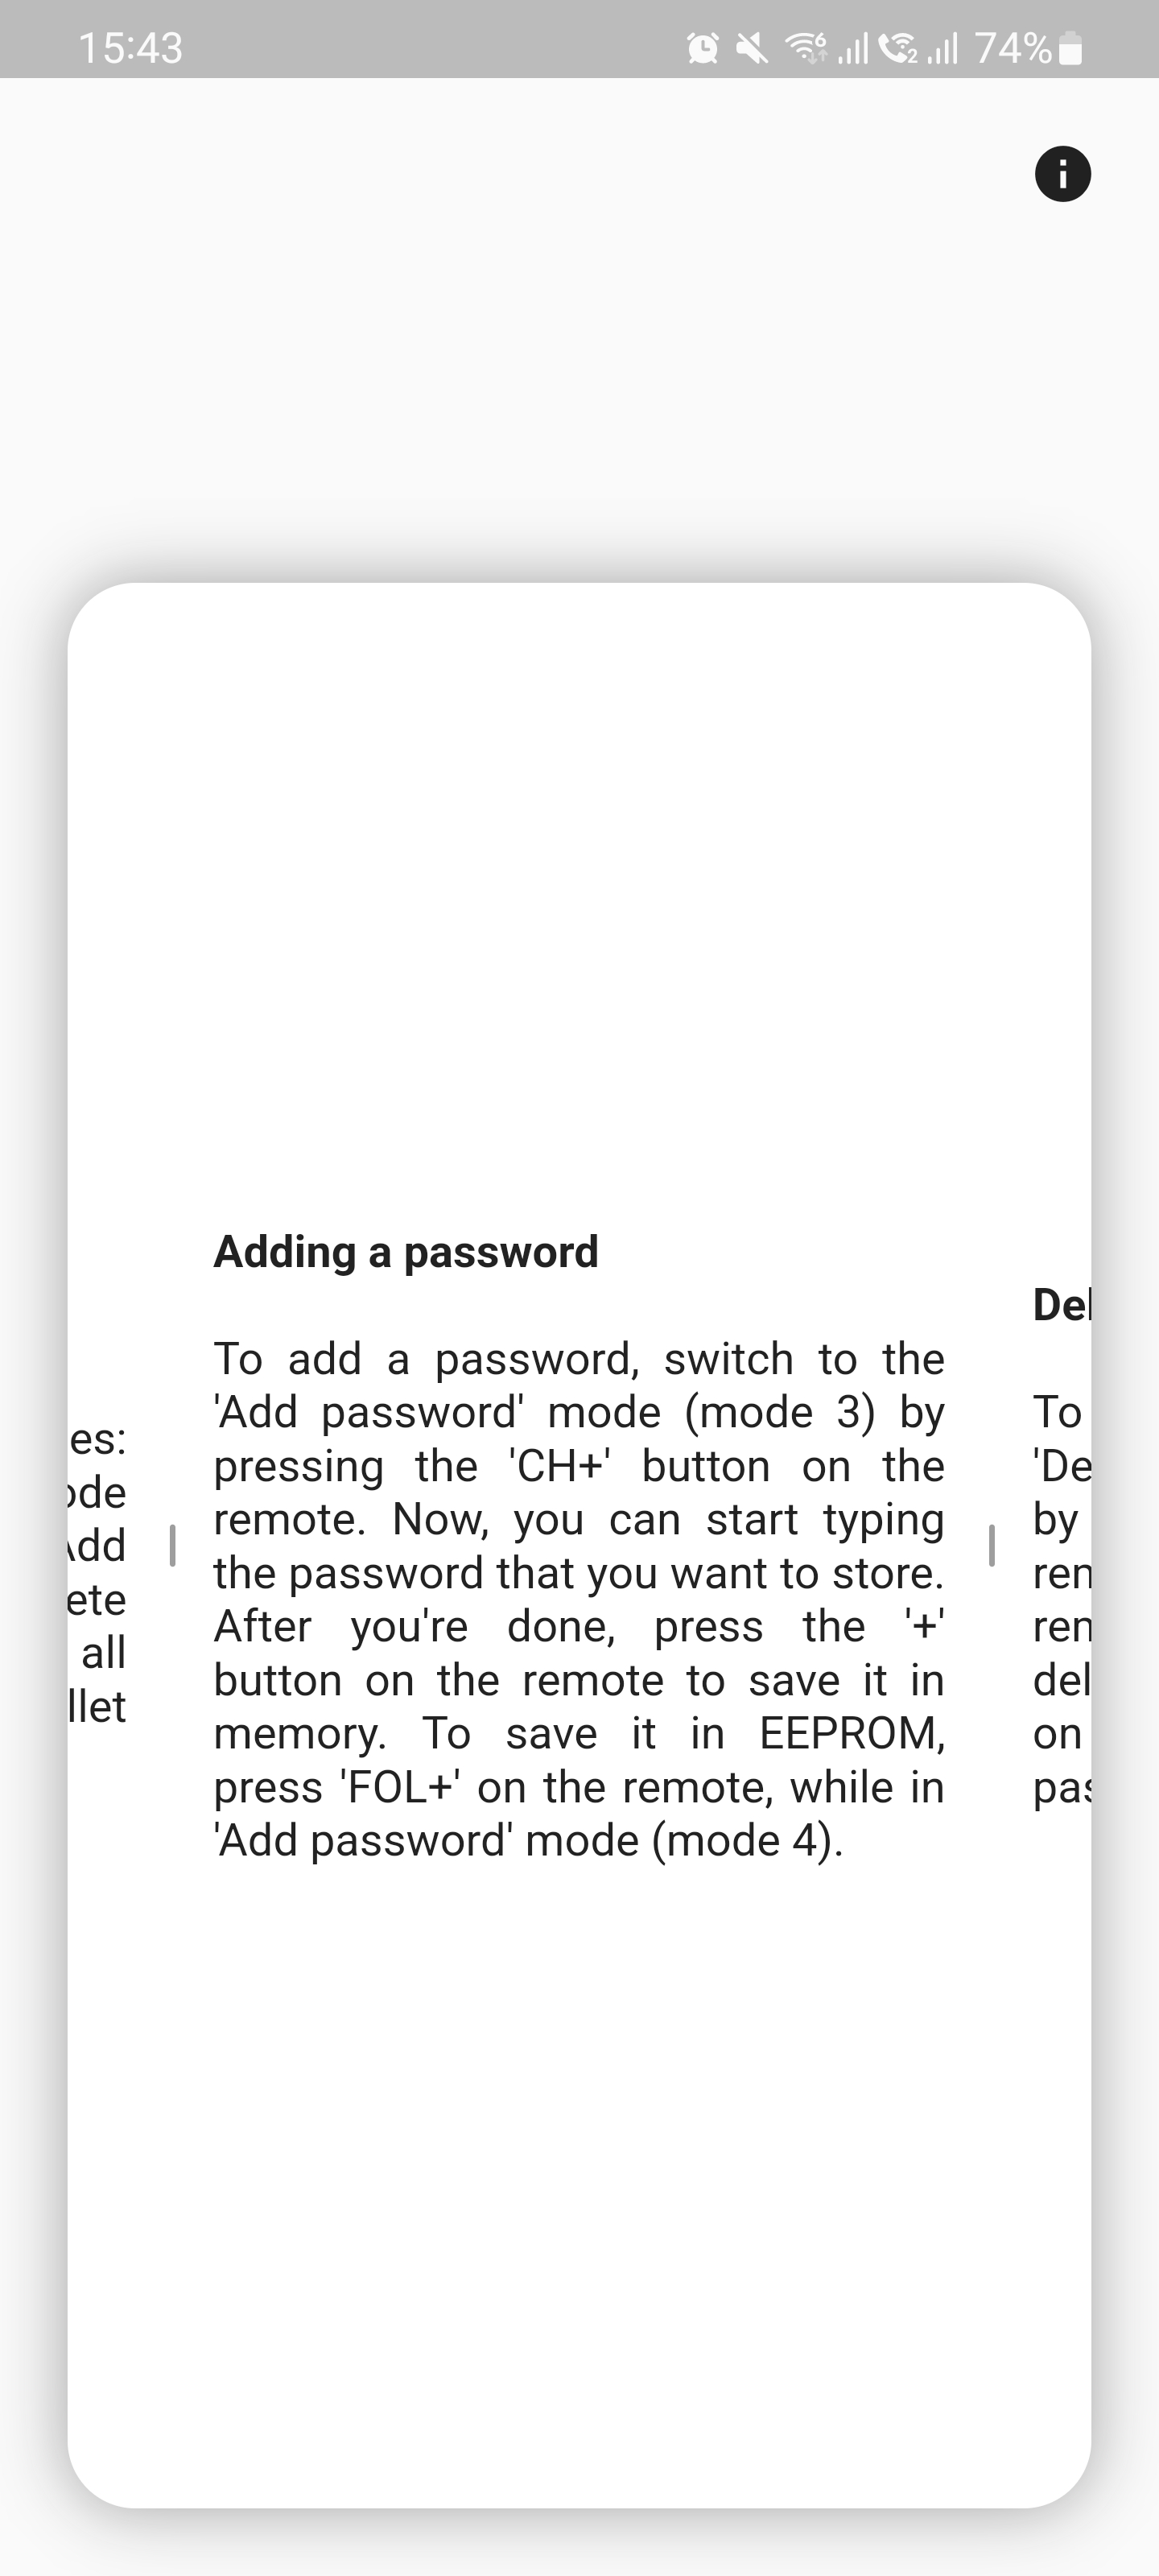 15:43
6
2
74%
i
Adding a password
To add a password, switch to the
'Add password' mode (mode 3) by
pressing the 'CH+' button on the
remote. Now, you can start typing
the password that you want to store.
After you're done, press the '+'
button on the remote to save it in
memory. To save it in EEPROM,
press 'FOL+' on the remote, while in
'Add password' mode (mode 4).
es:
ode
Add
ete
all
llet
Del
To
'De
by
rem
rem
del
on
pas